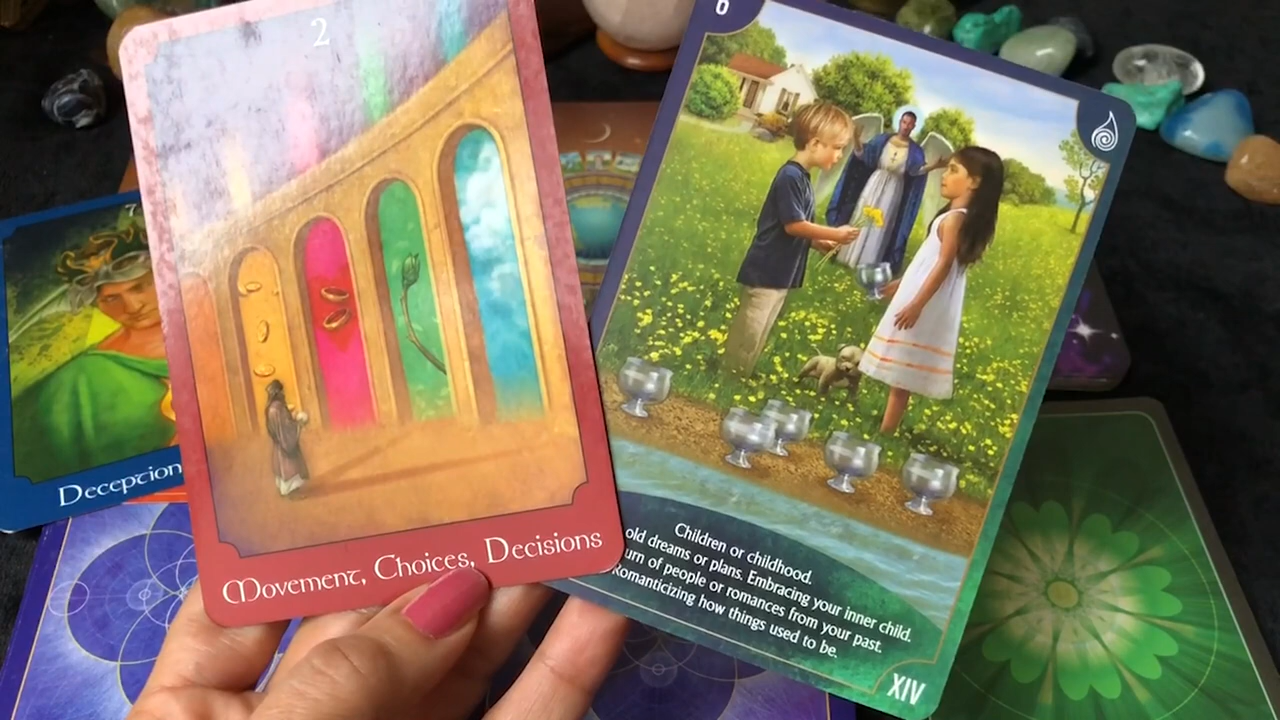 2
Movement, Choices, Decisions
6
Children or childhood.
old dreams or plans. Embracing your inner child.
of people or romances from your past.
Romanticizing how things used to be.
XIV
7
Deception